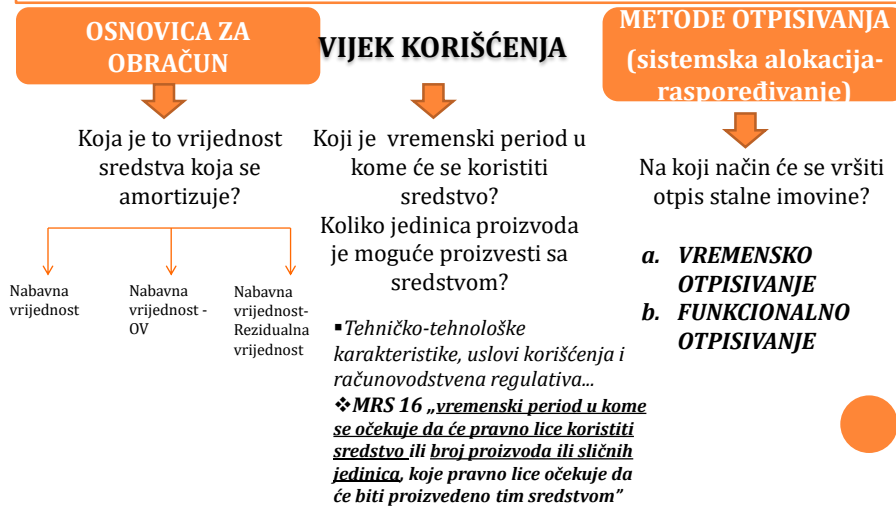 OSNOVICA ZA
OBRAČUN
Koja je to vrijednost
sredstva koja se
amortizuje?
Nabavna
vrijednost
Nabavna
vrijednost -
OV
Nabavna
vrijednost-
Rezidualna
vrijednost
VIJEK KORIŠĆENJA
Koji je vremenski period u
kome će se koristiti
sredstvo?
Koliko jedinica proizvoda
je moguće proizvesti sa
sredstvom?
▪Tehničko-tehnološke
karakteristike, uslovi korišćenja i
računovodstvena regulativa...
❖MRS 16 „vremenski period u kome
se očekuje da će pravno lice koristiti
sredstvo ili broj proizvoda ili sličnih
jedinica, koje pravno lice očekuje da
će biti proizvedeno tim sredstvom”
METODE OTPISIVANJA
(sistemska alokacija-
raspoređivanje)
Na koji način će se vršiti
otpis stalne imovine?
a. VREMENSKO
OTPISIVANJE
b. FUNKCIONALNO
OTPISIVANJE